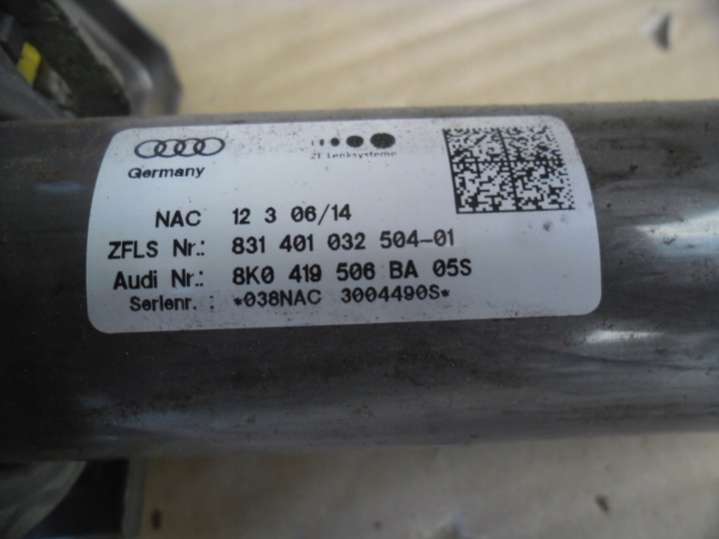 Germany
ZF Lenksysteme
NAC 12 3 06/14
ZFLS Nr.: 831 401 032 504-01
Audi Nr.: 8K0 419 506 BA 05S
Serienr.: *038NAC 3004490S*